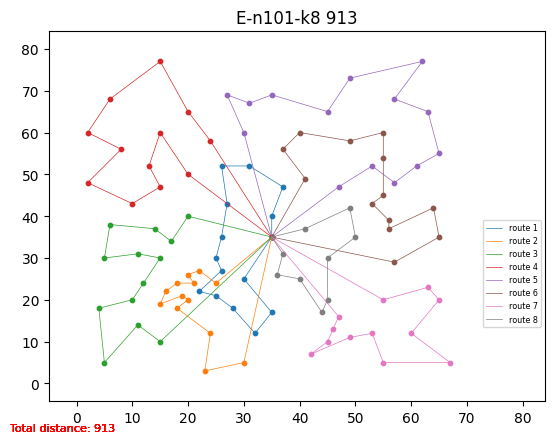 E-n101-k8 913
80
70
60
50
40
30
20
10
0
route 1
route 2
route 3
route 4
route 5
route 6
route 7
route 8
0 10 20 30 40 50 60 70 80
Total distance: 913